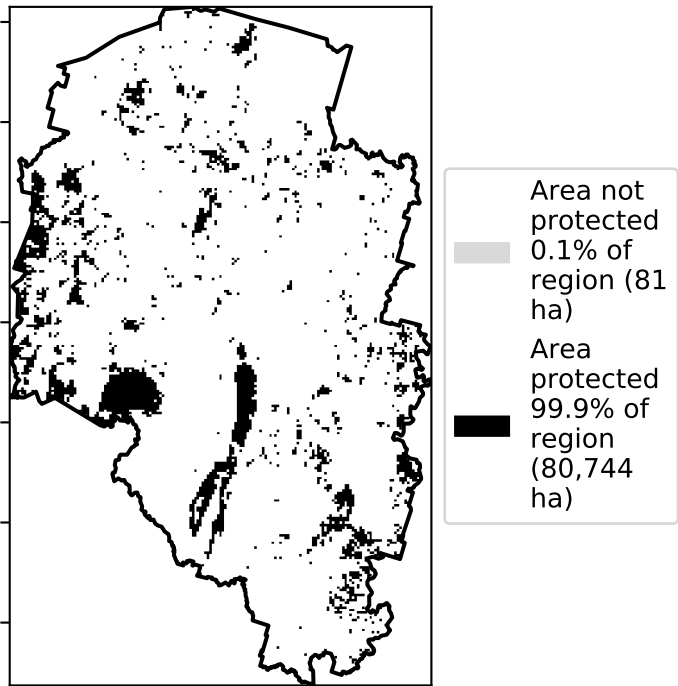 Area not
protected
0.1% of
region (81
ha)
Area
protected
99.9% of
region
(80,744
ha)